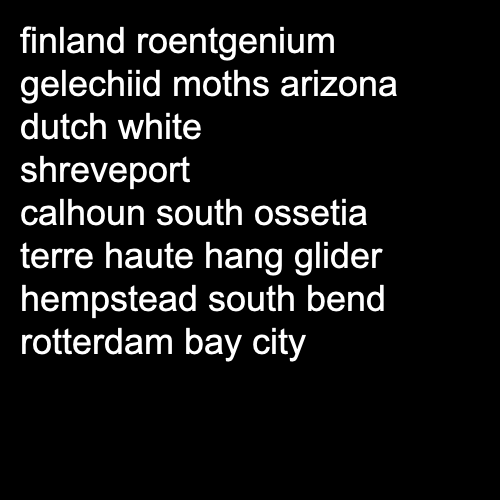 finland roentgenium
gelechiid moths arizona
dutch white
shreveport
calhoun south ossetia
terre haute hang glider
hempstead south bend
rotterdam bay city